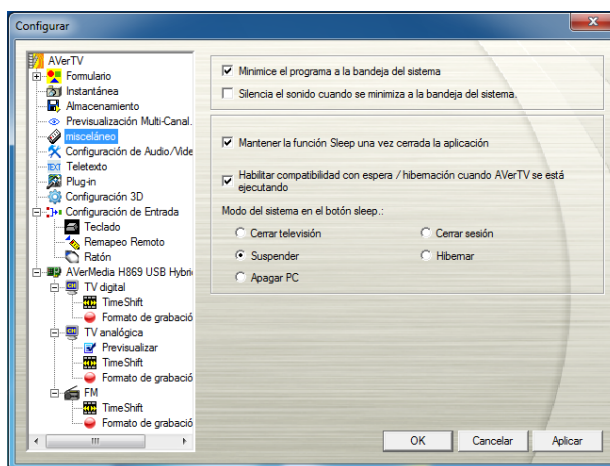 Configurar
AVerTV
Formulario
Instantánea
Almacenamiento
Previsualización Multi-Canal.
misceláneo
Configuración de Audio/Vide
TEXT Teletexto
Plug-in
Configuración 3D
Configuración de Entrada
Teclado
Remapeo Remoto
Ratón
AVerMedia H869 USB Hybri
CH TV digital
TimeShift
Formato de grabació
CH TV analógica
Previsualizar
TimeShift
Formato de grabació
FM
TimeShift
Formato de grabació
Minimice el programa a la bandeja del sistema
Silencia el sonido cuando se minimiza a la bandeja del sistema.
Mantener la función Sleep una vez cerrada la aplicación
Habilitar compatibilidad con espera / hibernación cuando AVerTV se está
ejecutando
Modo del sistema en el botón sleep.:
Cerrar televisión
Cerrar sesión
Suspender
Hibernar
Apagar PC
OK
Cancelar
Aplicar